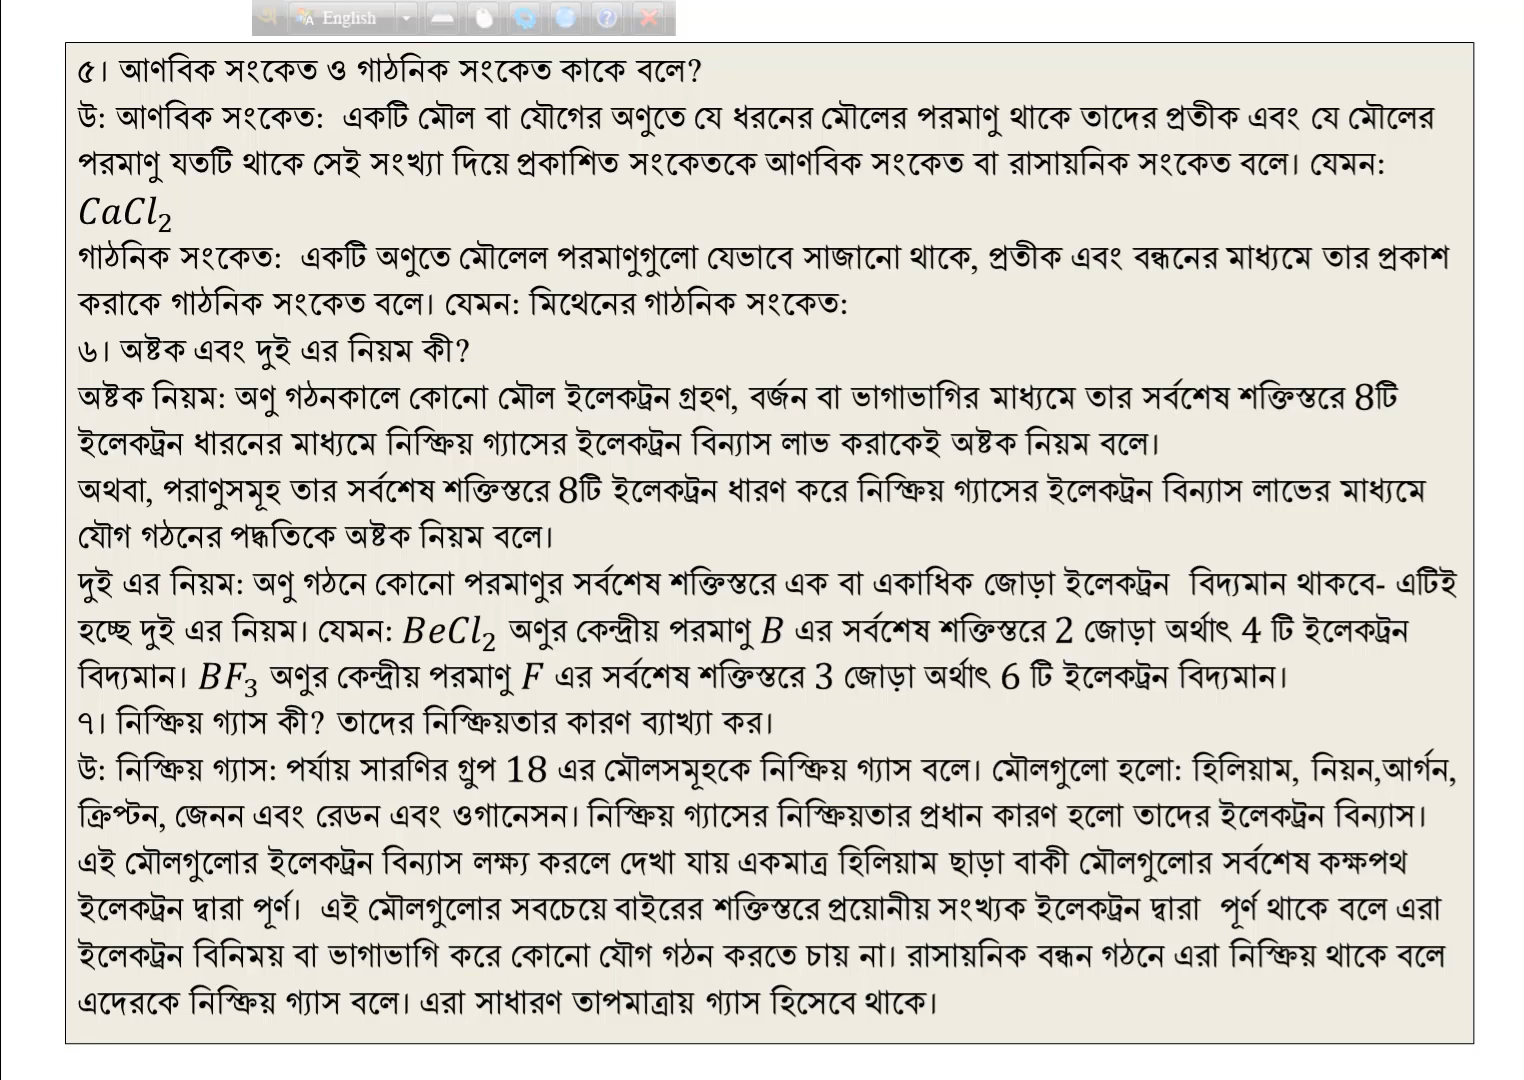 English
৫। আণবিক সংকেত ও গাঠনিক সংকেত কাকে বলে?
উ: আণবিক সংকেত: একটি মৌল বা যৌগের অণুতে যে ধরনের মৌলের পরমাণু থাকে তাদের প্রতীক এবং যে মৌলের
পরমাণু যতটি থাকে সেই সংখ্যা দিয়ে প্রকাশিত সংকেতকে আণবিক সংকেত বা রাসায়নিক সংকেত বলে। যেমন:
CaCl₂
গাঠনিক সংকেত: একটি অণুতে মৌলেল পরমাণুগুলো যেভাবে সাজানো থাকে, প্রতীক এবং বন্ধনের মাধ্যমে তার প্রকাশ
করাকে গাঠনিক সংকেত বলে। যেমন: মিথেনের গাঠনিক সংকেত:
৬। অষ্টক এবং দুই এর নিয়ম কী?
অষ্টক নিয়ম: অণু গঠনকালে কোনো মৌল ইলেকট্রন গ্রহণ, বর্জন বা ভাগাভাগির মাধ্যমে তার সর্বশেষ শক্তিস্তরে 8টি
ইলেকট্রন ধারনের মাধ্যমে নিস্ক্রিয় গ্যাসের ইলেকট্রন বিন্যাস লাভ করাকেই অষ্টক নিয়ম বলে।
অথবা, পরাণুসমূহ তার সর্বশেষ শক্তিস্তরে 8টি ইলেকট্রন ধারণ করে নিস্ক্রিয় গ্যাসের ইলেকট্রন বিন্যাস লাভের মাধ্যমে
যৌগ গঠনের পদ্ধতিকে অষ্টক নিয়ম বলে।
দুই এর নিয়ম: অণু গঠনে কোনো পরমাণুর সর্বশেষ শক্তিস্তরে এক বা একাধিক জোড়া ইলেকট্রন বিদ্যমান থাকবে- এটিই
হচ্ছে দুই এর নিয়ম। যেমন: BeCl₂ অণুর কেন্দ্রীয় পরমাণু B এর সর্বশেষ শক্তিস্তরে 2 জোড়া অর্থাৎ 4 টি ইলেকট্রন
বিদ্যমান। BF₃ অণুর কেন্দ্রীয় পরমাণু F এর সর্বশেষ শক্তিস্তরে 3 জোড়া অর্থাৎ 6 টি ইলেকট্রন বিদ্যমান।
৭। নিস্ক্রিয় গ্যাস কী? তাদের নিস্ক্রিয়তার কারণ ব্যাখ্যা কর।
উ: নিস্ক্রিয় গ্যাস: পর্যায় সারণির গ্রুপ 18 এর মৌলসমূহকে নিস্ক্রিয় গ্যাস বলে। মৌলগুলো হলো: হিলিয়াম, নিয়ন,আর্গন,
ক্রিপ্টন, জেনন এবং রেডন এবং ওগানেসন। নিস্ক্রিয় গ্যাসের নিস্ক্রিয়তার প্রধান কারণ হলো তাদের ইলেকট্রন বিন্যাস।
এই মৌলগুলোর ইলেকট্রন বিন্যাস লক্ষ্য করলে দেখা যায় একমাত্র হিলিয়াম ছাড়া বাকী মৌলগুলোর সর্বশেষ কক্ষপথ
ইলেকট্রন দ্বারা পূর্ণ। এই মৌলগুলোর সবচেয়ে বাইরের শক্তিস্তরে প্রয়োনীয় সংখ্যক ইলেকট্রন দ্বারা পূর্ণ থাকে বলে এরা
ইলেকট্রন বিনিময় বা ভাগাভাগি করে কোনো যৌগ গঠন করতে চায় না। রাসায়নিক বন্ধন গঠনে এরা নিস্ক্রিয় থাকে বলে
এদেরকে নিস্ক্রিয় গ্যাস বলে। এরা সাধারণ তাপমাত্রায় গ্যাস হিসেবে থাকে।